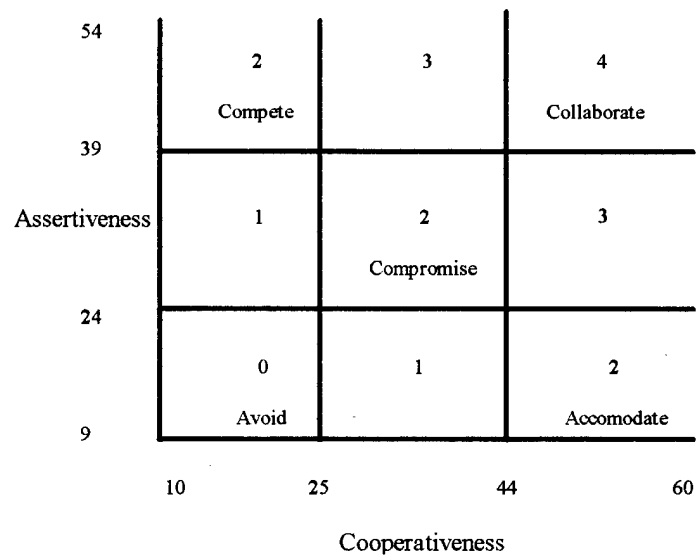 54
2 3 4
Compete Collaborate
39
Assertiveness 1 2 3
Compromise
24
0 1 2
Avoid Accomodate
9
10 25 44 60
Cooperativeness